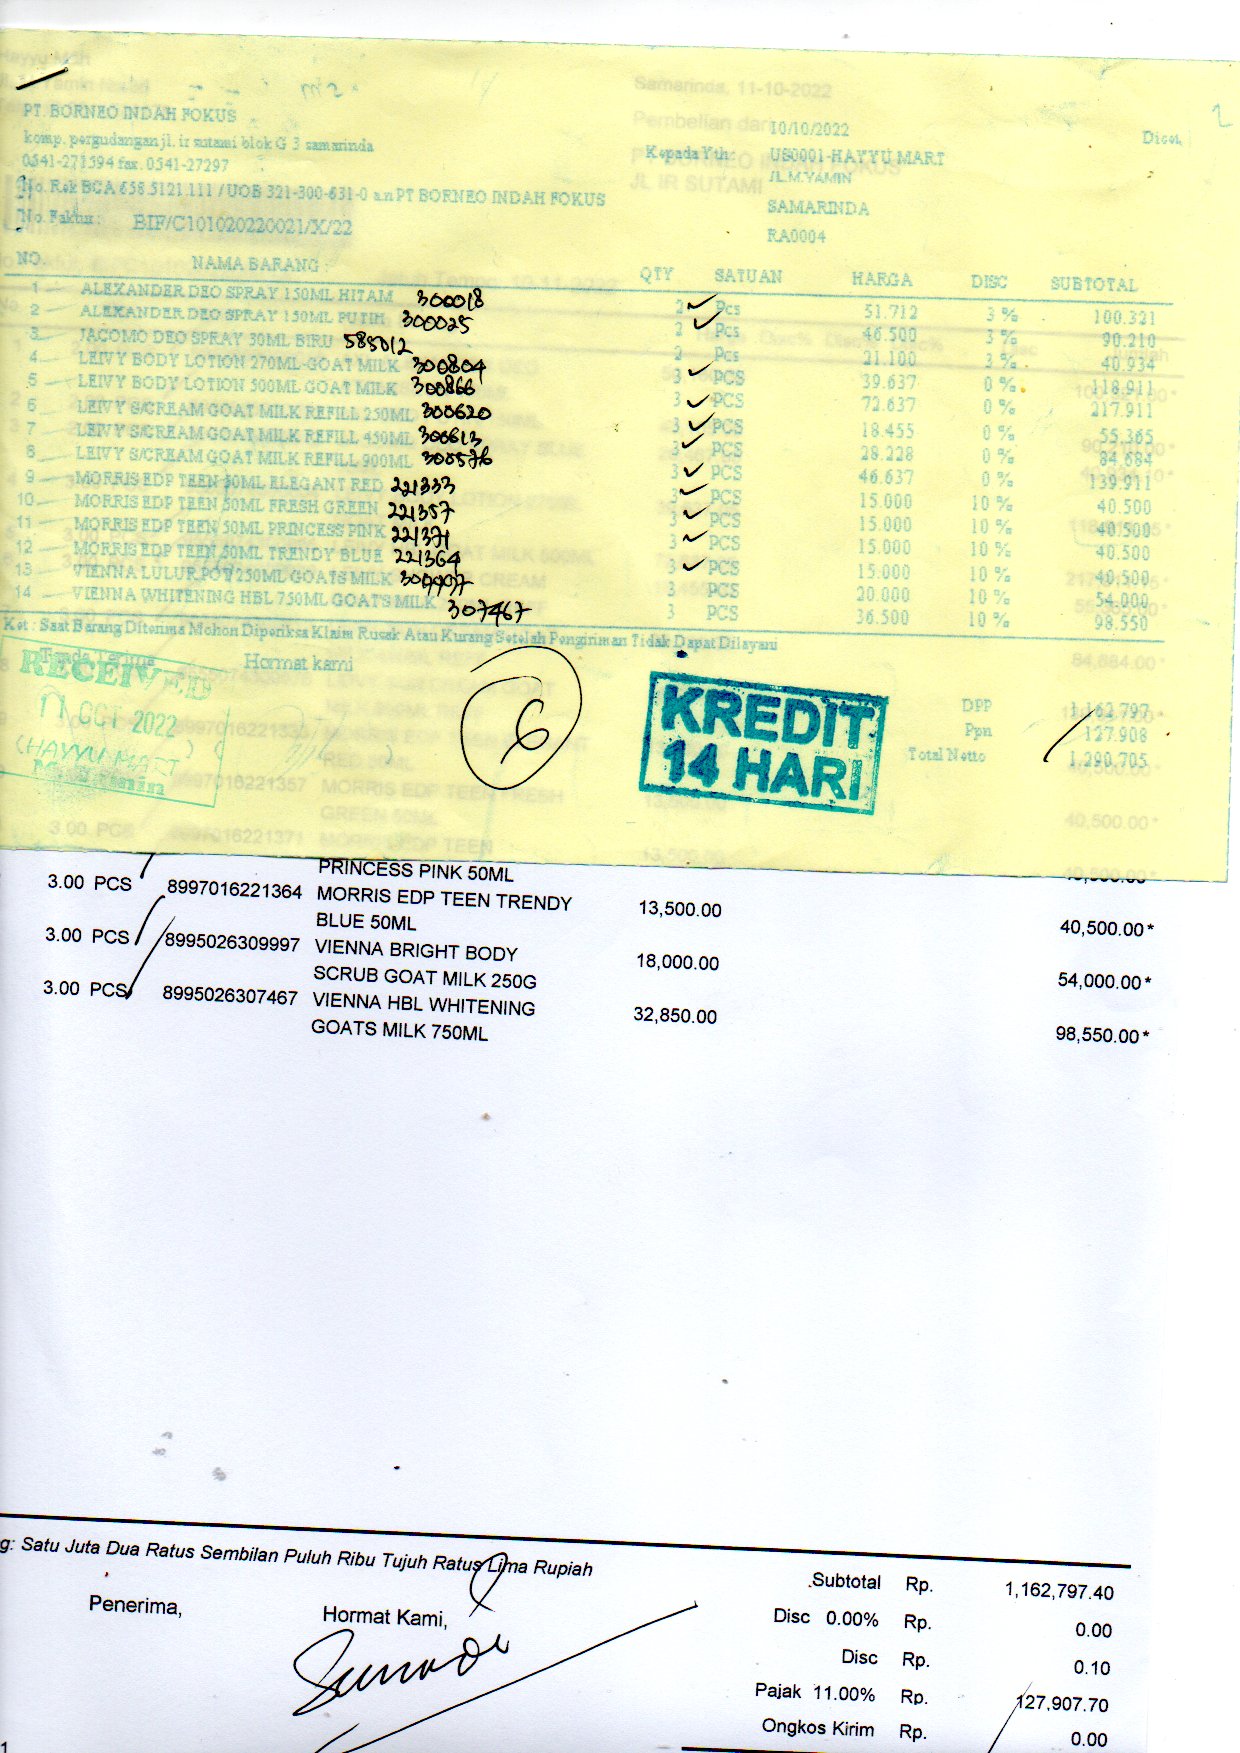 Samarinda, 11-10-2022
PT. BORNEO INDAH FOKUS
komp. pergudangan jl. ir sutami blok G 3 samarinda
0541-271594 fax. 0541-27297
No. Rek BCA 658 5121 111 / UOB 321-300-631-0 a.n PT BORNEO INDAH FOKUS
No. Faktur : BIF/C101020220021/X/22
10/10/2022
Kepada Yth: US0001-HAYYU MART
JL.M.YAMIN
SAMARINDA
RA0004
NO. NAMA BARANG : QTY SATUAN HARGA DISC SUBTOTAL
1 ALEXANDER DEO SPRAY 150ML HITAM 300018 2 Pcs 51.712 3 % 100.321
2 ALEXANDER DEO SPRAY 150ML PUTIH 300025 2 Pcs 46.500 3 % 90.210
3 JACOMO DEO SPRAY 30ML BIRU 585012 2 Pcs 21.100 3 % 40.934
4 LEIVY BODY LOTION 270ML-GOAT MILK 300804 3 PCS 39.637 0 % 118.911
5 LEIVY BODY LOTION 500ML GOAT MILK 300866 3 PCS 72.637 0 % 217.911
6 LEIVY S/CREAM GOAT MILK REFILL 250ML 300620 3 PCS 18.455 0 % 55.365
7 LEIVY S/CREAM GOAT MILK REFILL 450ML 300613 3 PCS 28.228 0 % 84.684
8 LEIVY S/CREAM GOAT MILK REFILL 900ML 3 PCS 46.637 0 % 139.911
9 MORRIS EDP TEEN 50ML ELEGANT RED 221333 3 PCS 15.000 10 % 40.500
10 MORRIS EDP TEEN 50ML FRESH GREEN 221357 3 PCS 15.000 10 % 40.500
11 MORRIS EDP TEEN 50ML PRINCESS PINK 221371 3 PCS 15.000 10 % 40.500
12 MORRIS EDP TEEN 50ML TRENDY BLUE 221364 3 PCS 15.000 10 % 40.500
13 VIENNA LULUR POW 250ML GOATS MILK 3 PCS 20.000 10 % 54.000
14 VIENNA WHITENING HBL 750ML GOATS MILK 307467 3 PCS 36.500 10 % 98.550
Ket : Saat Barang Diterima Mohon Diperiksa Klaim Rusak Atau Kurang Setelah Pengiriman Tidak Dapat Dilayani
Tanda Terima Hormat kami
RECEIVED
11 OCT 2022
(HAYYU MART)
6
KREDIT
14 HARI
DPP 1.162.797
Ppn 127.908
Total Netto 1.290.705
PRINCESS PINK 50ML
3.00 PCS 8997016221364 MORRIS EDP TEEN TRENDY 13,500.00 40,500.00*
BLUE 50ML
3.00 PCS 8995026309997 VIENNA BRIGHT BODY 18,000.00 54,000.00*
SCRUB GOAT MILK 250G
3.00 PCS 8995026307467 VIENNA HBL WHITENING 32,850.00 98,550.00*
GOATS MILK 750ML
g: Satu Juta Dua Ratus Sembilan Puluh Ribu Tujuh Ratus Lima Rupiah
Penerima, Hormat Kami,
Subtotal Rp. 1,162,797.40
Disc 0.00% Rp. 0.00
Disc Rp. 0.10
Pajak 11.00% Rp. 127,907.70
Ongkos Kirim Rp. 0.00
1